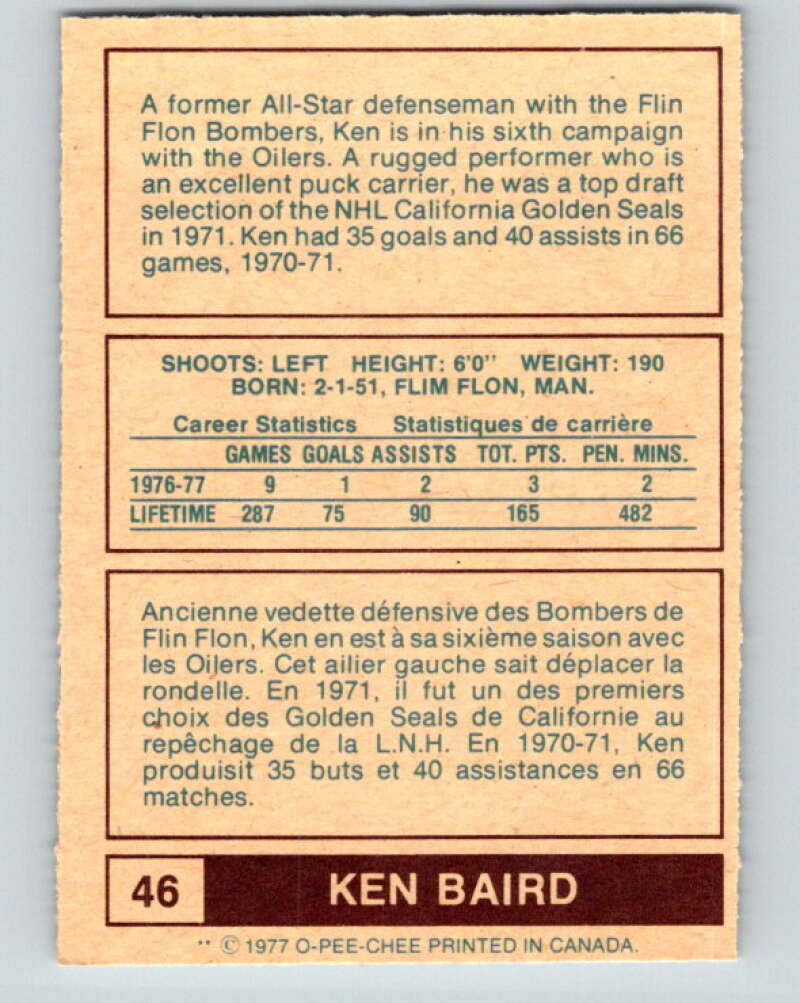 A former All-Star defenseman with the Flin
Flon Bombers, Ken is in his sixth campaign
with the Oilers. A rugged performer who is
an excellent puck carrier, he was a top draft
selection of the NHL California Golden Seals
in 1971. Ken had 35 goals and 40 assists in 66
games, 1970-71.
SHOOTS: LEFT HEIGHT: 6'0" WEIGHT: 190
BORN: 2-1-51, FLIM FLON, MAN.
Career Statistics Statistiques de carrière
GAMES GOALS ASSISTS TOT. PTS. PEN. MINS.
1976-77 9 1 2 3 2
LIFETIME 287 75 90 165 482
Ancienne vedette défensive des Bombers de
Flin Flon, Ken en est à sa sixième saison avec
les Oilers. Cet ailier gauche sait déplacer la
rondelle. En 1971, il fut un des premiers
choix des Golden Seals de Californie au
repêchage de la L.N.H. En 1970-71, Ken
produisit 35 buts et 40 assistances en 66
matches.
46 KEN BAIRD
** © 1977 O-PEE-CHEE PRINTED IN CANADA.